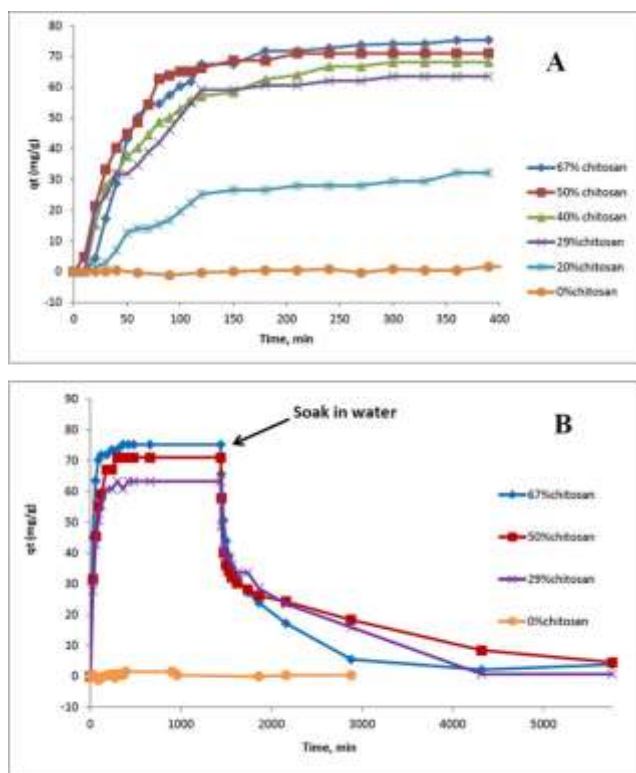 80
70
60
50
40
30
20
10
0
-10
qt (mg/g)
A
67% chitosan
50% chitosan
40% chitosan
29%chitosan
20%chitosan
0%chitosan
0 50 100 150 200 250 300 350 400
Time, min
90
80
70
60
50
40
30
20
10
0
-10
qt (mg/g)
Soak in water
B
67%chitosan
50%chitosan
29%chitosan
0%chitosan
0 1000 2000 3000 4000 5000
Time, min